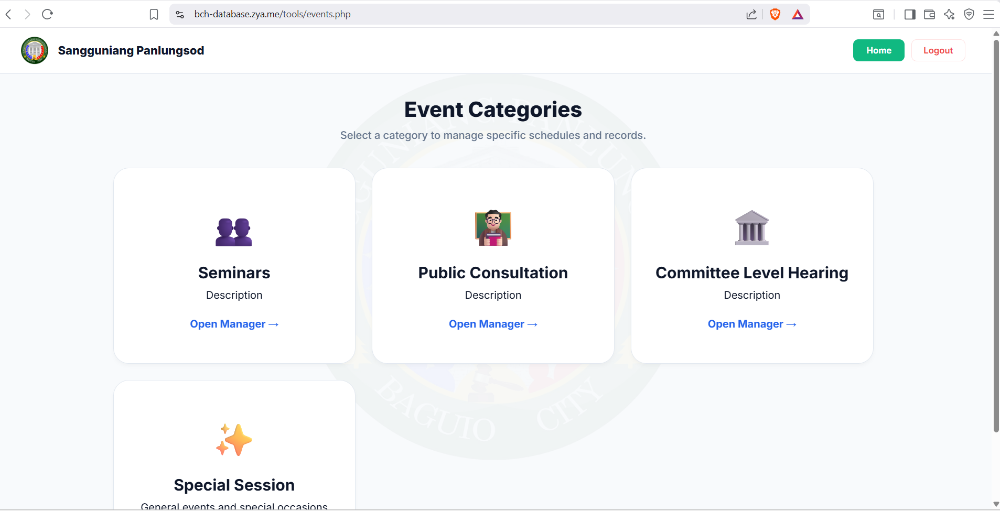 bch-database.zya.me/tools/events.php
Sangguniang Panlungsod
Home
Logout
Event Categories
Select a category to manage specific schedules and records.
Seminars
Description
Open Manager →
Public Consultation
Description
Open Manager →
Committee Level Hearing
Description
Open Manager →
Special Session
General events and special occasions
BAGUIO CITY